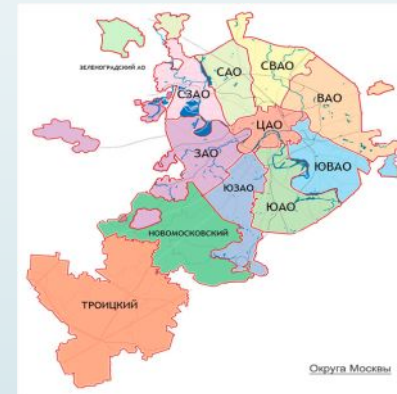 ЗЕЛЕНОГРАДСКИЙ АО
САО
СВАО
СЗАО
ВАО
ЦАО
ЗАО
ЮВАО
ЮЗАО
ЮАО
НОВОМОСКОВСКИЙ
ТРОИЦКИЙ
Округа Москвы